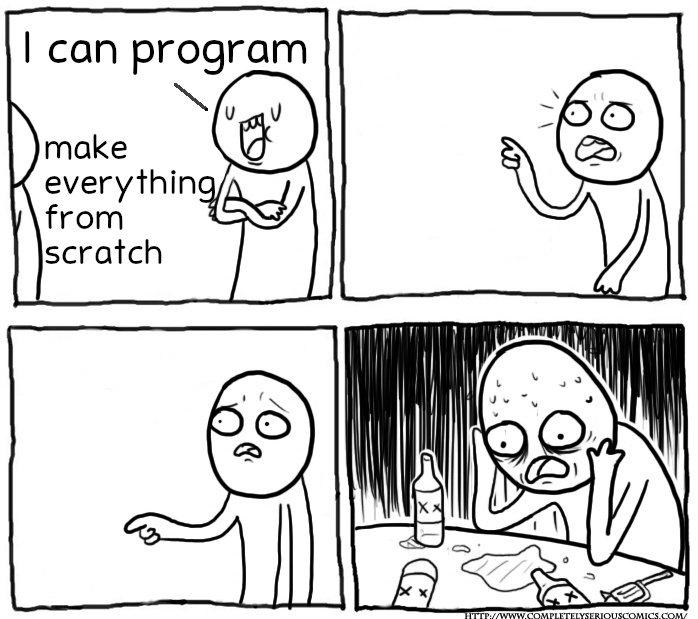 I can program
make
everything
from
scratch
x x
x x
x x
HTTP://WWW.COMPLETELYSERIOUSCOMICS.COM/